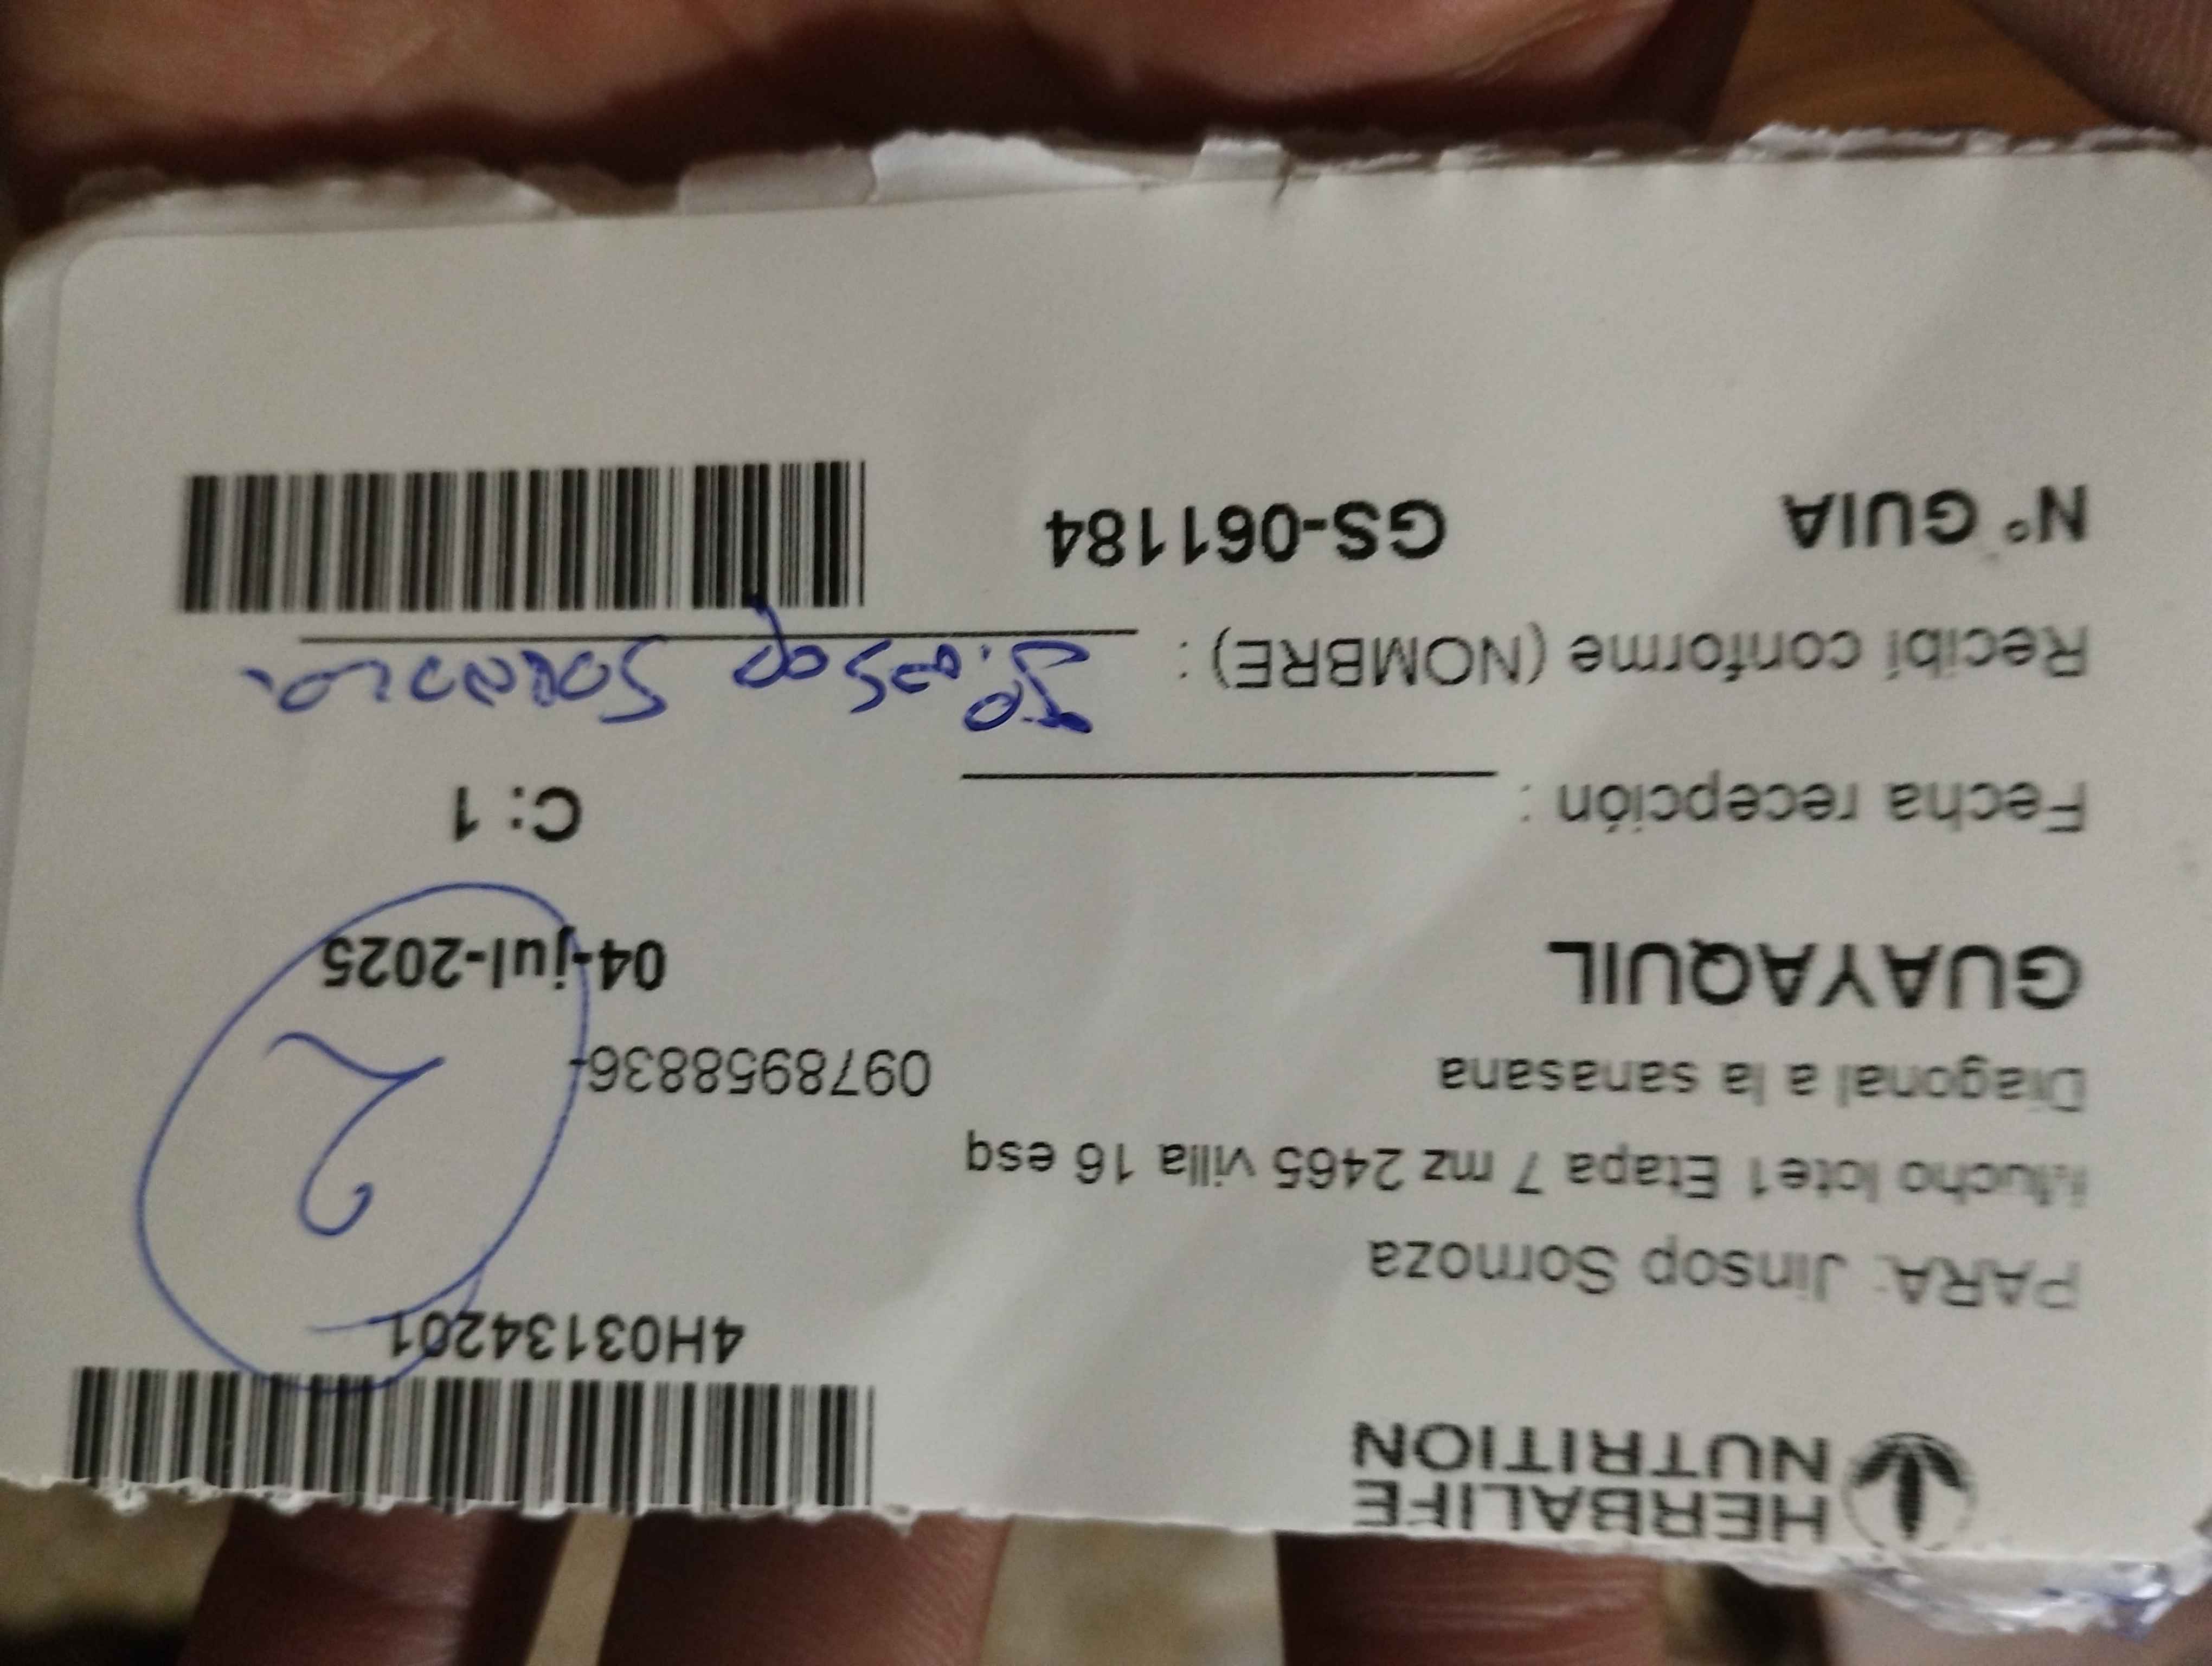 HERBALIFE
NUTRITION
4H03134201
PARA: Jinsop Sornoza
Mucho lote1 Etapa 7 mz 2465 villa 16 esq
Diagonal a la sanasana
0978958836-
2
GUAYAQUIL
04-jul-2025
Fecha recepción :
C: 1
Recibí conforme (NOMBRE) :
N° GUIA
GS-061184